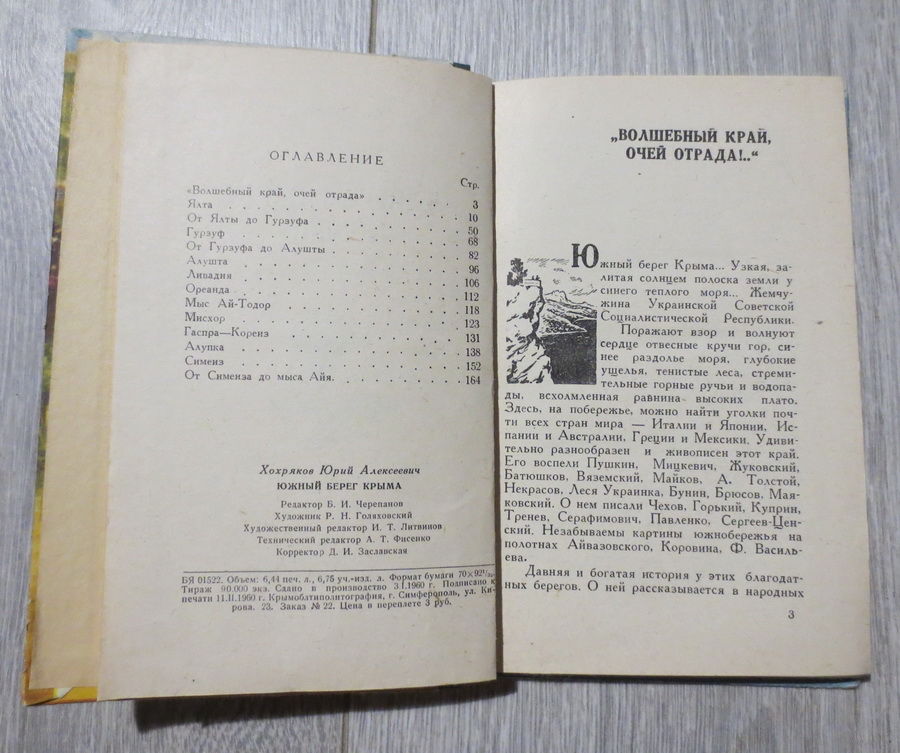 ОГЛАВЛЕНИЕ
Стр.
«Волшебный край, очей отрада» 3
Ялта 10
От Ялты до Гурзуфа 50
Гурзуф 68
От Гурзуфа до Алушты 82
Алушта 96
Ливадия 106
Ореанда 112
Мыс Ай-Тодор 118
Мисхор 123
Гаспра—Кореиз 131
Алупка 138
Симеиз 152
От Симеиза до мыса Айя. 164
Хохряков Юрий Алексеевич
ЮЖНЫЙ БЕРЕГ КРЫМА
Редактор Б. И. Черепанов
Художник Р. Н. Голяховский
Художественный редактор И. Т. Литвинов
Технический редактор А. Т. Фисенко
Корректор Д. И. Заславская
БЯ 01522. Объем: 6,44 печ. л., 6,75 уч.-изд. л. Формат бумаги 70×92¹/₃₂.
Тираж 90.000 экз. Сдано в производство 3.I.1960 г. Подписано к
печати 11.II.1960 г. Крымоблтиполитография, г. Симферополь, ул. Ки-
рова. 23. Заказ № 22. Цена в переплете 3 руб.
„ВОЛШЕБНЫЙ КРАЙ,
ОЧЕЙ ОТРАДА!..“
Южный берег Крыма... Узкая, за-
литая солнцем полоска земли у
синего теплого моря... Жемчу-
жина Украинской Советской
Социалистической Республики.
Поражают взор и волнуют
сердце отвесные кручи гор, си-
нее раздолье моря, глубокие
ущелья, тенистые леса, стреми-
тельные горные ручьи и водопа-
ды, всхолмленная равнина высоких плато.
Здесь, на побережье, можно найти уголки поч-
ти всех стран мира — Италии и Японии, Ис-
пании и Австралии, Греции и Мексики. Удиви-
тельно разнообразен и живописен этот край.
Его воспели Пушкин, Мицкевич, Жуковский,
Батюшков, Вяземский, Майков, А. Толстой,
Некрасов, Леся Украинка, Бунин, Брюсов, Мая-
ковский. О нем писали Чехов, Горький, Куприн,
Тренев, Серафимович, Павленко, Сергеев-Цен-
ский. Незабываемы картины южнобережья на
полотнах Айвазовского, Коровина, Ф. Василь-
ева.
Давняя и богатая история у этих благодат-
ных берегов. О ней рассказывается в народных
3